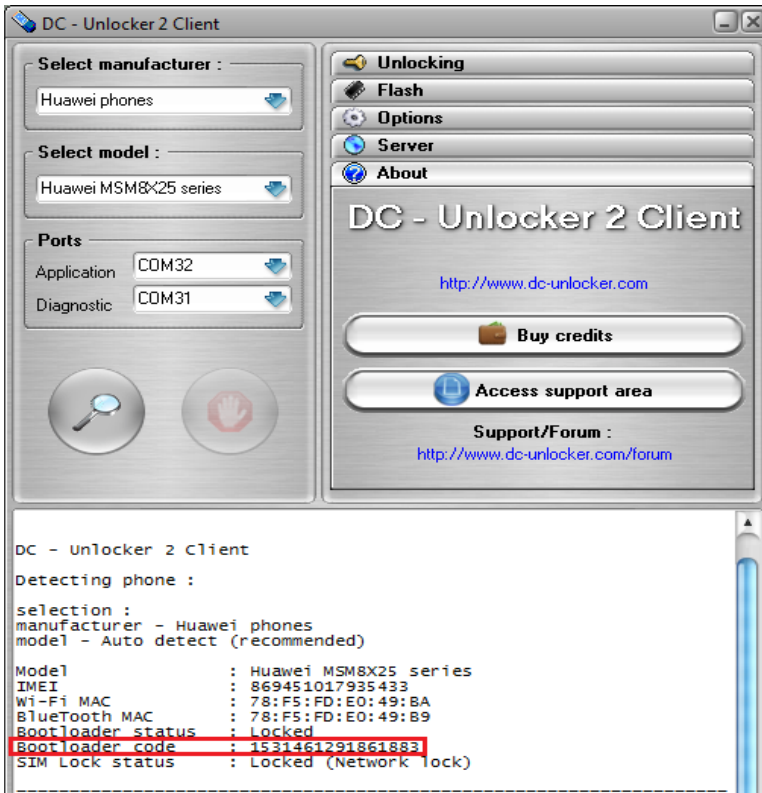 DC - Unlocker 2 Client
Select manufacturer :
Huawei phones
Select model :
Huawei MSM8X25 series
Ports
Application COM32
Diagnostic COM31
Unlocking
Flash
Options
Server
About
DC - Unlocker 2 Client
http://www.dc-unlocker.com
Buy credits
Access support area
Support/Forum :
http://www.dc-unlocker.com/forum
DC - Unlocker 2 Client
Detecting phone :
selection :
manufacturer - Huawei phones
model - Auto detect (recommended)
Model : Huawei MSM8X25 series
IMEI : 869451017935433
Wi-Fi MAC : 78:F5:FD:E0:49:BA
BlueTooth MAC : 78:F5:FD:E0:49:B9
Bootloader status : Locked
Bootloader code : 1531461291861883
SIM Lock status : Locked (Network lock)